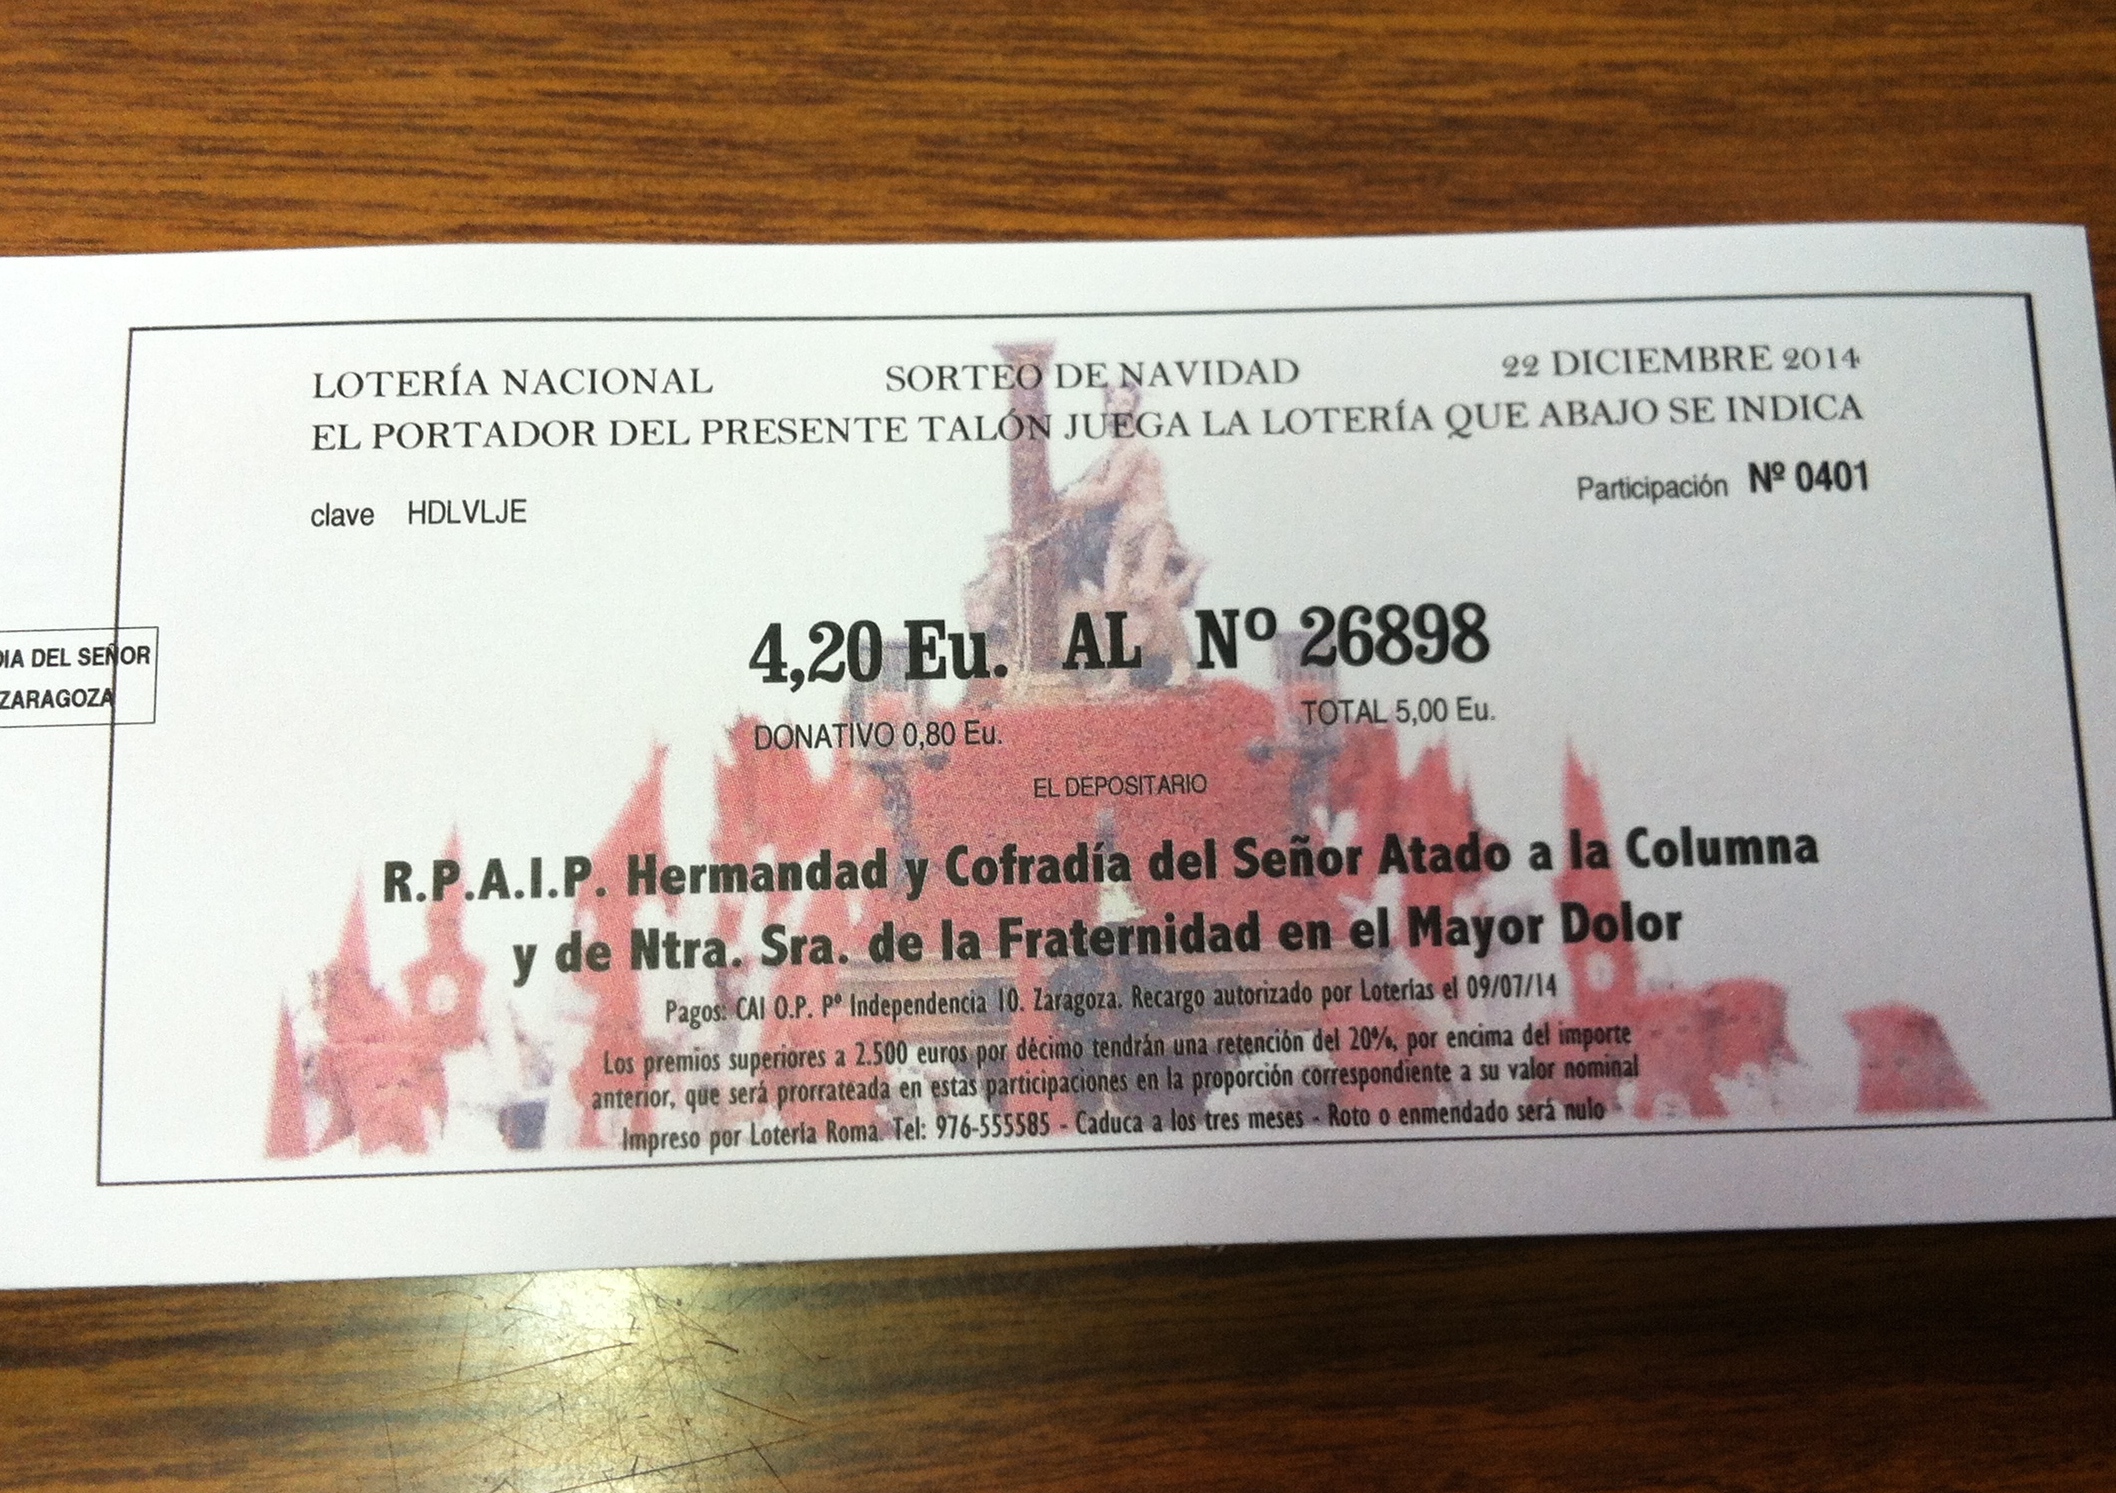 LOTERÍA NACIONAL SORTEO DE NAVIDAD 22 DICIEMBRE 2014
EL PORTADOR DEL PRESENTE TALÓN JUEGA LA LOTERÍA QUE ABAJO SE INDICA
clave HDLVLJE Participación Nº 0401
4,20 Eu. AL Nº 26898
DONATIVO 0,80 Eu. TOTAL 5,00 Eu.
DEL SEÑOR
ZARAGOZA
EL DEPOSITARIO
R.P.A.I.P. Hermandad y Cofradía del Señor Atado a la Columna
y de Ntra. Sra. de la Fraternidad en el Mayor Dolor
Pagos: CAI O.P. Pº Independencia 10. Zaragoza. Recargo autorizado por Loterías el 09/07/14
Los premios superiores a 2.500 euros por décimo tendrán una retención del 20%, por encima del importe
anterior, que será prorrateada en estas participaciones en la proporción correspondiente a su valor nominal
Impreso por Lotería Roma. Tel: 976-555585 - Caduca a los tres meses - Roto o enmendado será nulo